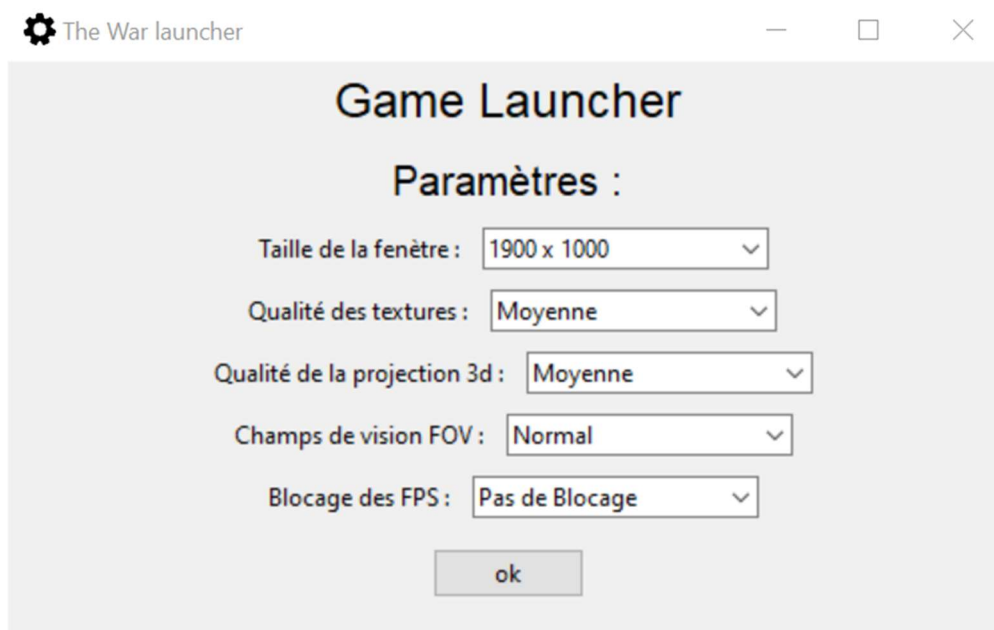 The War launcher
Game Launcher
Paramètres :
Taille de la fenètre : 1900 x 1000
Qualité des textures : Moyenne
Qualité de la projection 3d : Moyenne
Champs de vision FOV : Normal
Blocage des FPS : Pas de Blocage
ok